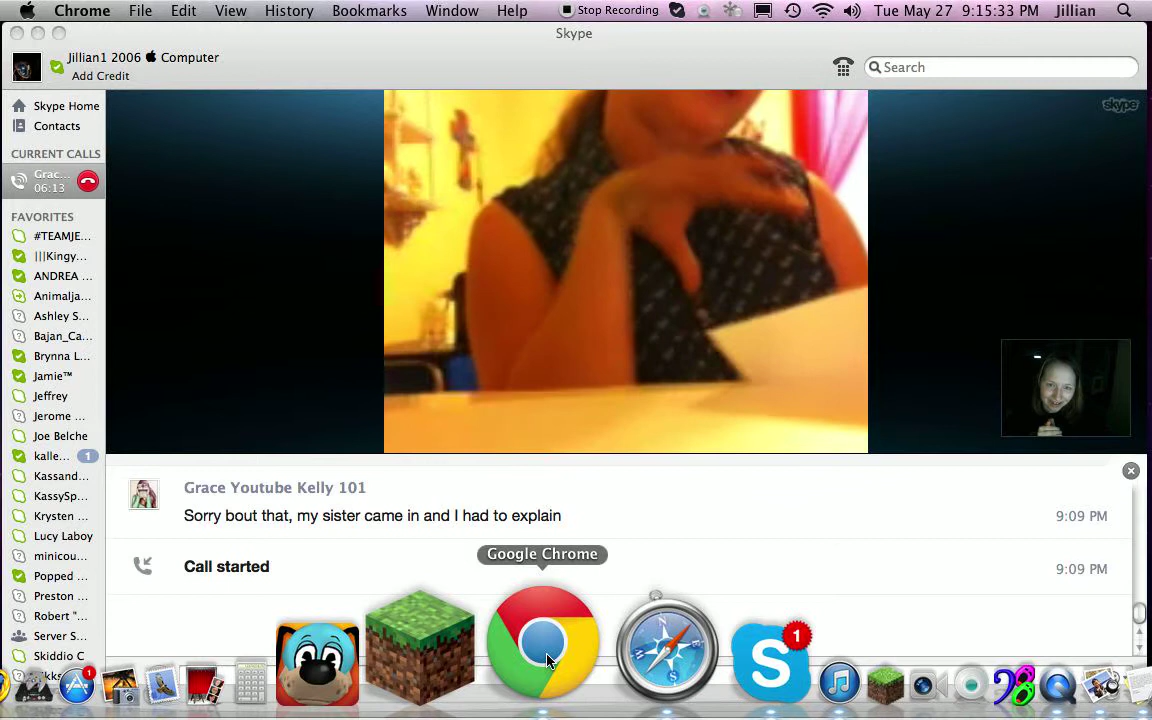 Chrome File Edit View History Bookmarks Window Help Stop Recording Tue May 27 9:15:33 PM Jillian
Skype
Jillian1 2006 Computer
Add Credit
Search
Skype Home
Contacts
CURRENT CALLS
Grac...
06:13
FAVORITES
#TEAMJE...
|||Kingy...
ANDREA ...
Animalja...
Ashley S...
Bajan_Ca...
Brynna L...
Jamie™
Jeffrey
Jerome ...
Joe Belche
kalle... 1
Kassand...
KassySp...
Krysten ...
Lucy Laboy
minicou...
Popped ...
Preston ...
Robert "...
Server S...
Skiddio C
skype
Grace Youtube Kelly 101
Sorry bout that, my sister came in and I had to explain 9:09 PM
Call started 9:09 PM
Google Chrome
1
1